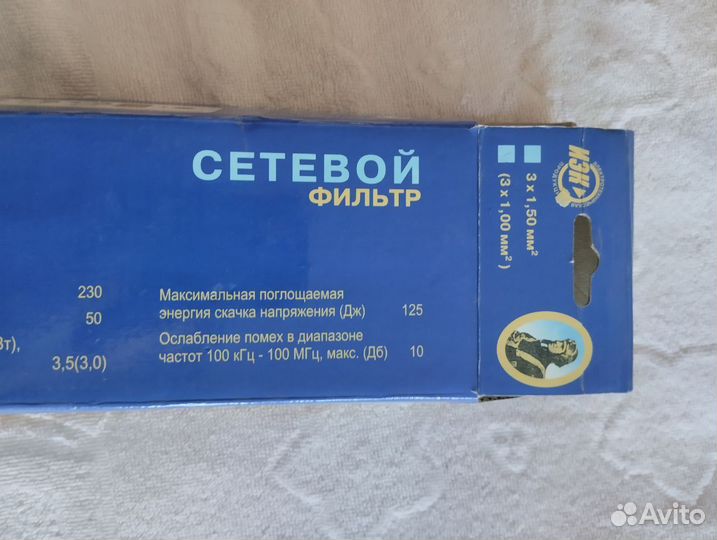 СЕТЕВОЙ
ФИЛЬТР
230
50
Вт),
3,5(3,0)
Максимальная поглощаемая
энергия скачка напряжения (Дж) 125
Ослабление помех в диапазоне
частот 100 кГц - 100 МГц, макс. (Дб) 10
3 x 1,50 мм²
(3 x 1,00 мм²)
ПРОДУКЦИЯ
Avito